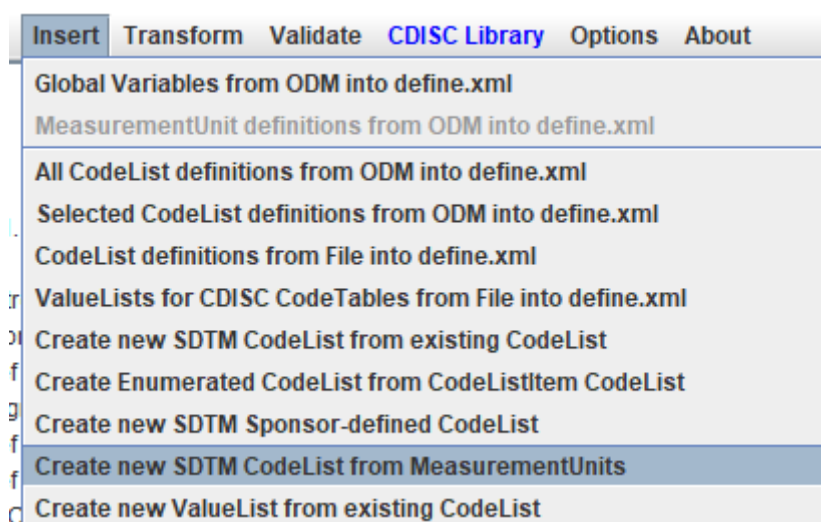 Insert Transform Validate CDISC Library Options About
Global Variables from ODM into define.xml
MeasurementUnit definitions from ODM into define.xml
All CodeList definitions from ODM into define.xml
Selected CodeList definitions from ODM into define.xml
CodeList definitions from File into define.xml
ValueLists for CDISC CodeTables from File into define.xml
Create new SDTM CodeList from existing CodeList
Create Enumerated CodeList from CodeListItem CodeList
Create new SDTM Sponsor-defined CodeList
Create new SDTM CodeList from MeasurementUnits
Create new ValueList from existing CodeList